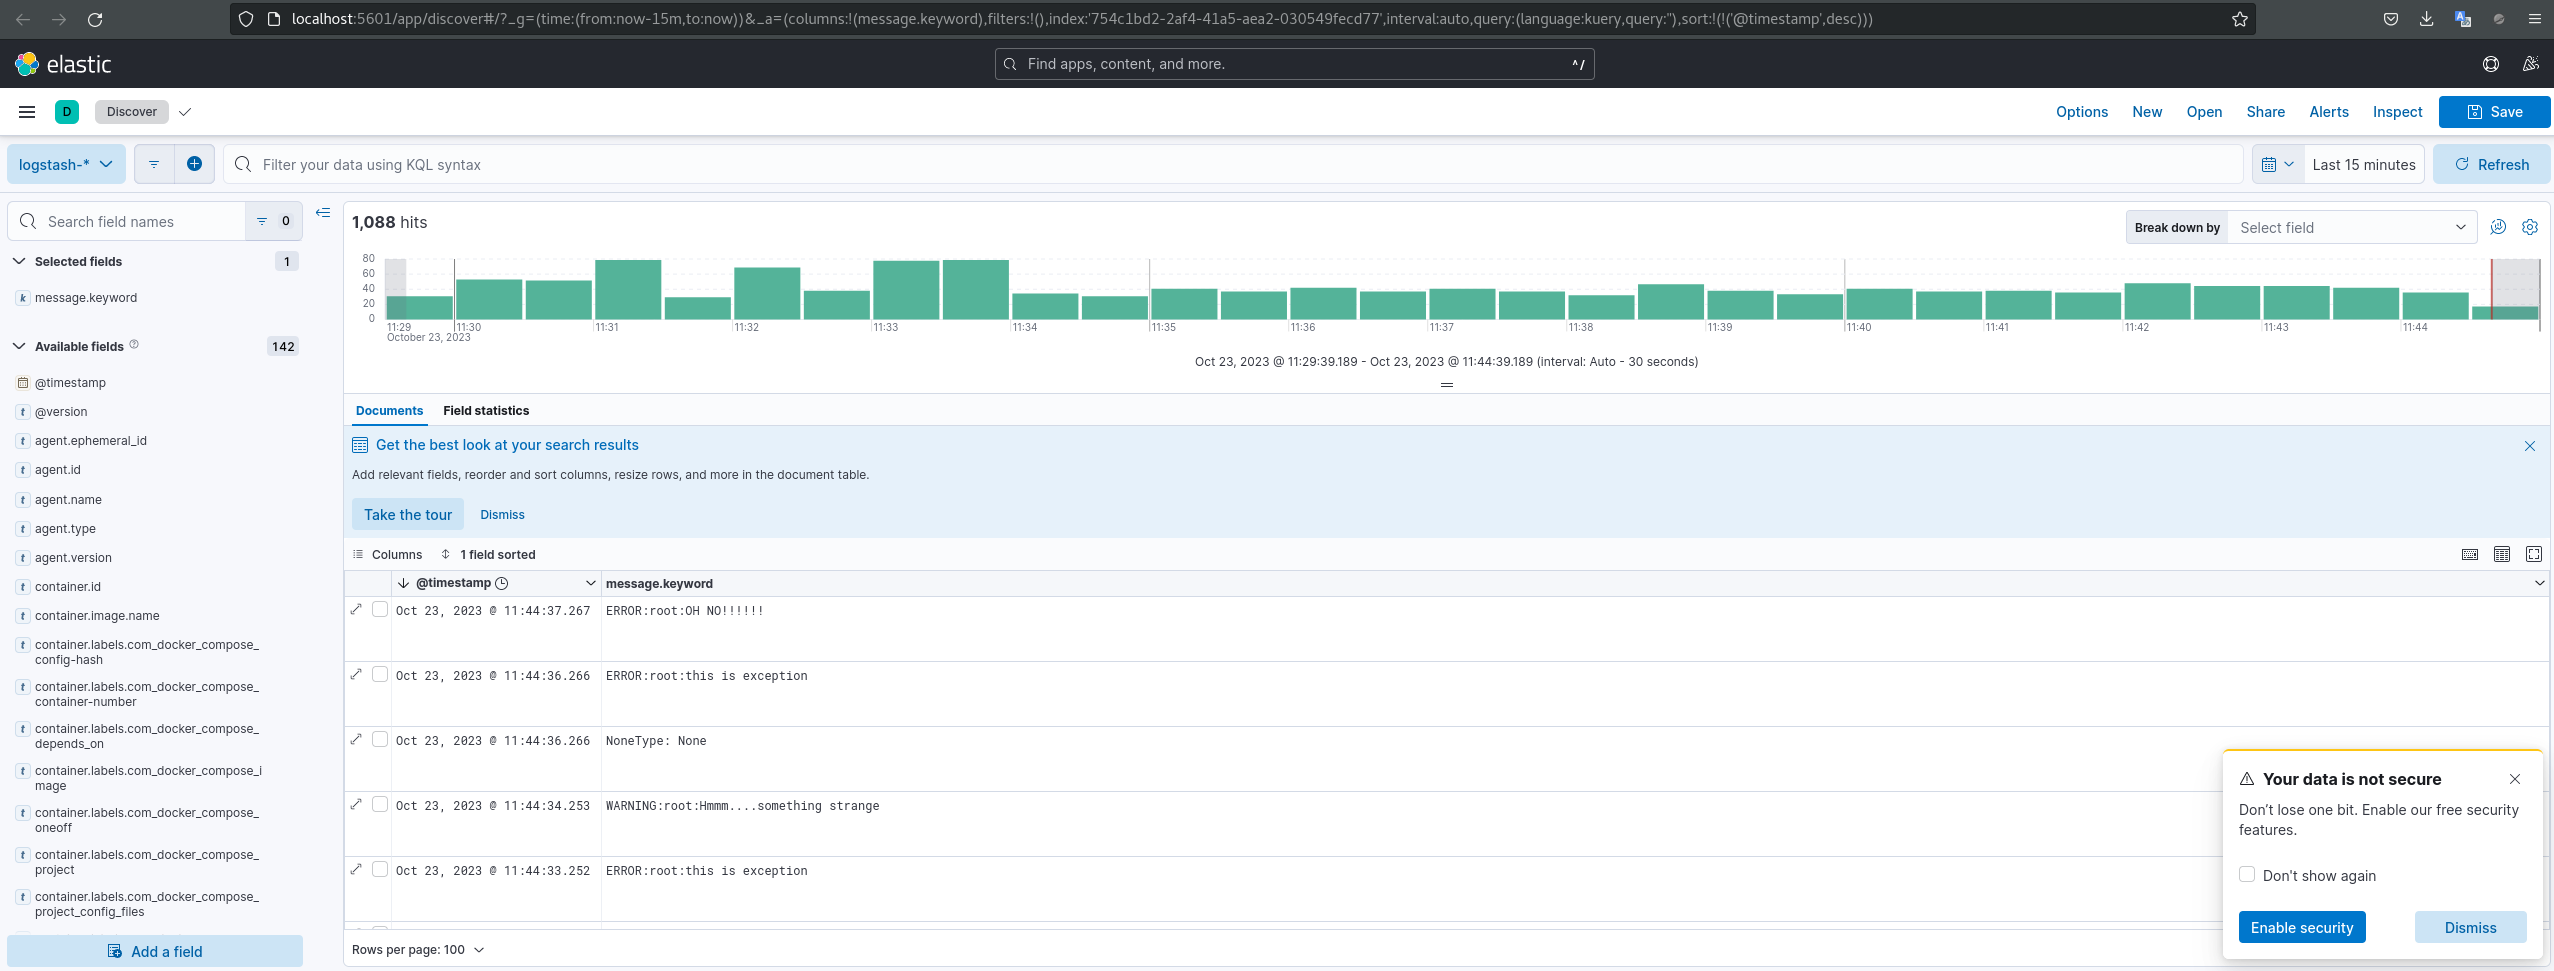 localhost:5601/app/discover#/?_g=(time:(from:now-15m,to:now))&_a=(columns:!(message.keyword),filters:!(),index:'754c1bd2-2af4-41a5-aea2-030549fecd77',interval:auto,query:(language:kuery,query:''),sort:!(!('@timestamp',desc)))
elastic
Find apps, content, and more.
^/
D
Discover
Options
New
Open
Share
Alerts
Inspect
Save
logstash-*
Filter your data using KQL syntax
Last 15 minutes
Refresh
Search field names
0
Selected fields
1
k message.keyword
Available fields
142
@timestamp
t @version
t agent.ephemeral_id
t agent.id
t agent.name
t agent.type
t agent.version
t container.id
t container.image.name
t container.labels.com_docker_compose_
config-hash
t container.labels.com_docker_compose_
container-number
t container.labels.com_docker_compose_
depends_on
t container.labels.com_docker_compose_i
mage
t container.labels.com_docker_compose_
oneoff
t container.labels.com_docker_compose_
project
t container.labels.com_docker_compose_
project_config_files
Add a field
1,088 hits
Break down by
Select field
80
60
40
20
0
11:29 11:30 11:31 11:32 11:33 11:34 11:35 11:36 11:37 11:38 11:39 11:40 11:41 11:42 11:43 11:44
October 23, 2023
Oct 23, 2023 @ 11:29:39.189 - Oct 23, 2023 @ 11:44:39.189 (interval: Auto - 30 seconds)
Documents
Field statistics
Get the best look at your search results
Add relevant fields, reorder and sort columns, resize rows, and more in the document table.
Take the tour
Dismiss
Columns
1 field sorted
@timestamp
message.keyword
Oct 23, 2023 @ 11:44:37.267 ERROR:root:OH NO!!!!!!
Oct 23, 2023 @ 11:44:36.266 ERROR:root:this is exception
Oct 23, 2023 @ 11:44:36.266 NoneType: None
Oct 23, 2023 @ 11:44:34.253 WARNING:root:Hmmm....something strange
Oct 23, 2023 @ 11:44:33.252 ERROR:root:this is exception
Rows per page: 100
Your data is not secure
Don’t lose one bit. Enable our free security
features.
Don't show again
Enable security
Dismiss